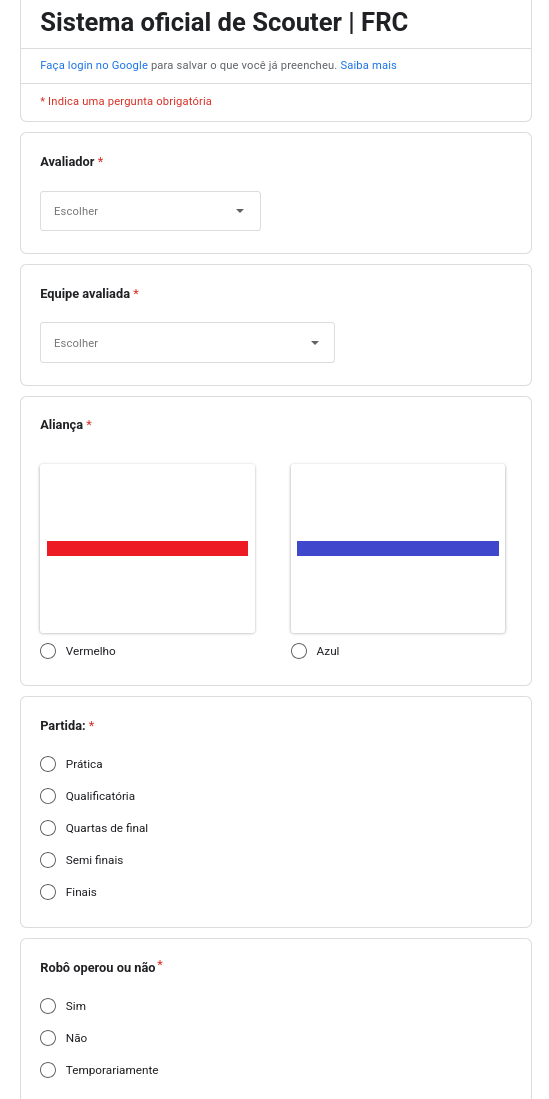 Sistema oficial de Scouter | FRC
Faça login no Google para salvar o que você já preencheu. Saiba mais
* Indica uma pergunta obrigatória
Avaliador *
Escolher
Equipe avaliada *
Escolher
Aliança *
Vermelho
Azul
Partida: *
Prática
Qualificatória
Quartas de final
Semi finais
Finais
Robô operou ou não *
Sim
Não
Temporariamente